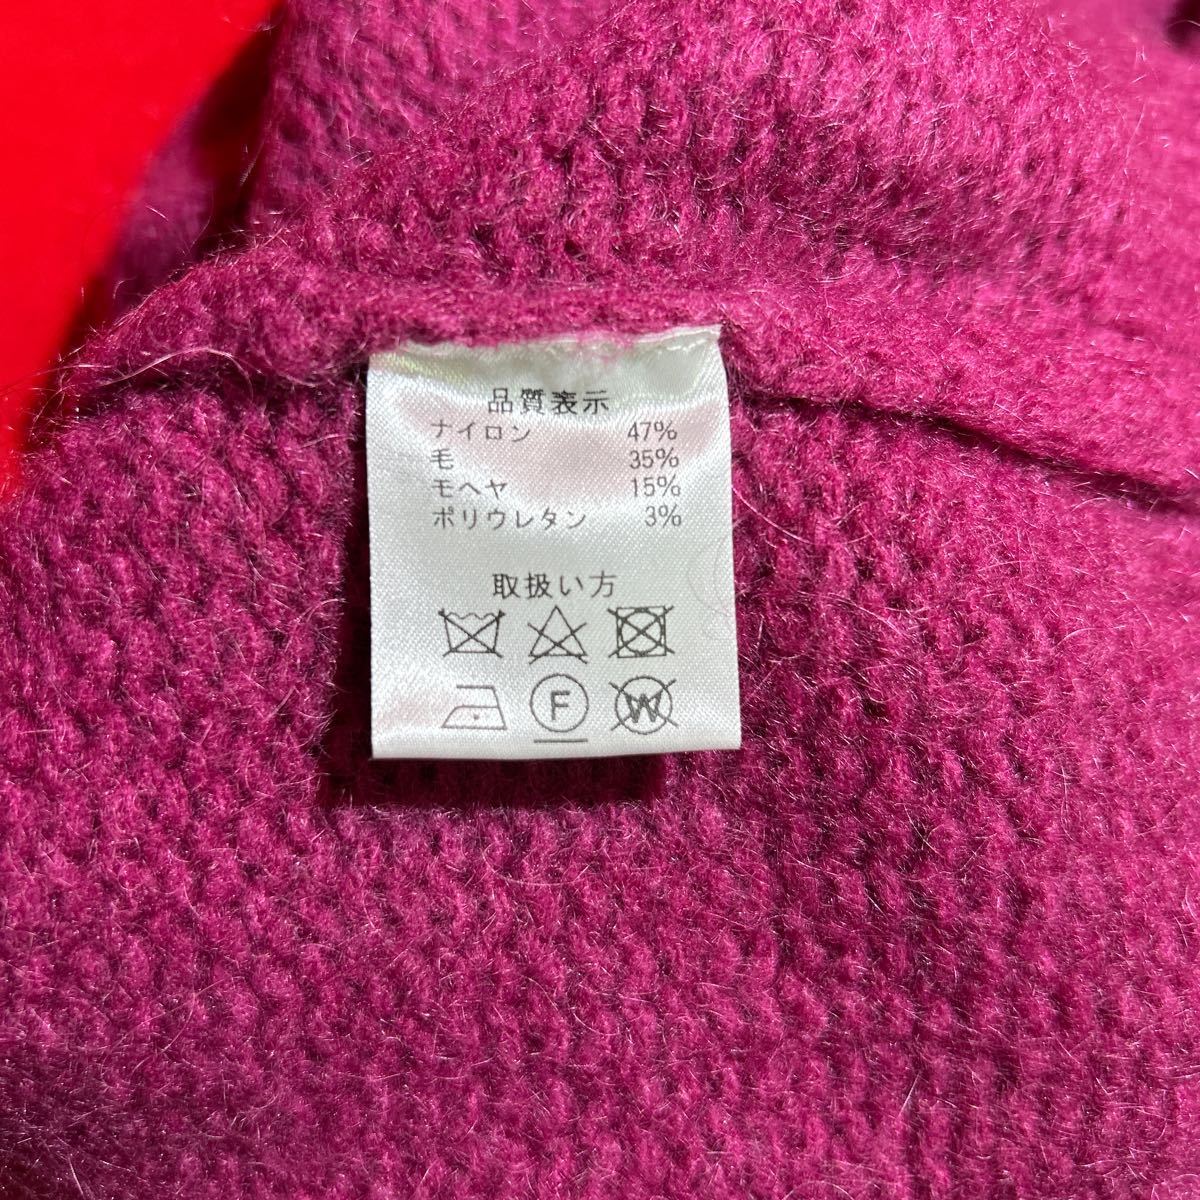 品質表示
ナイロン 47%
毛 35%
モヘヤ 15%
ポリウレタン 3%
取扱い方
F W